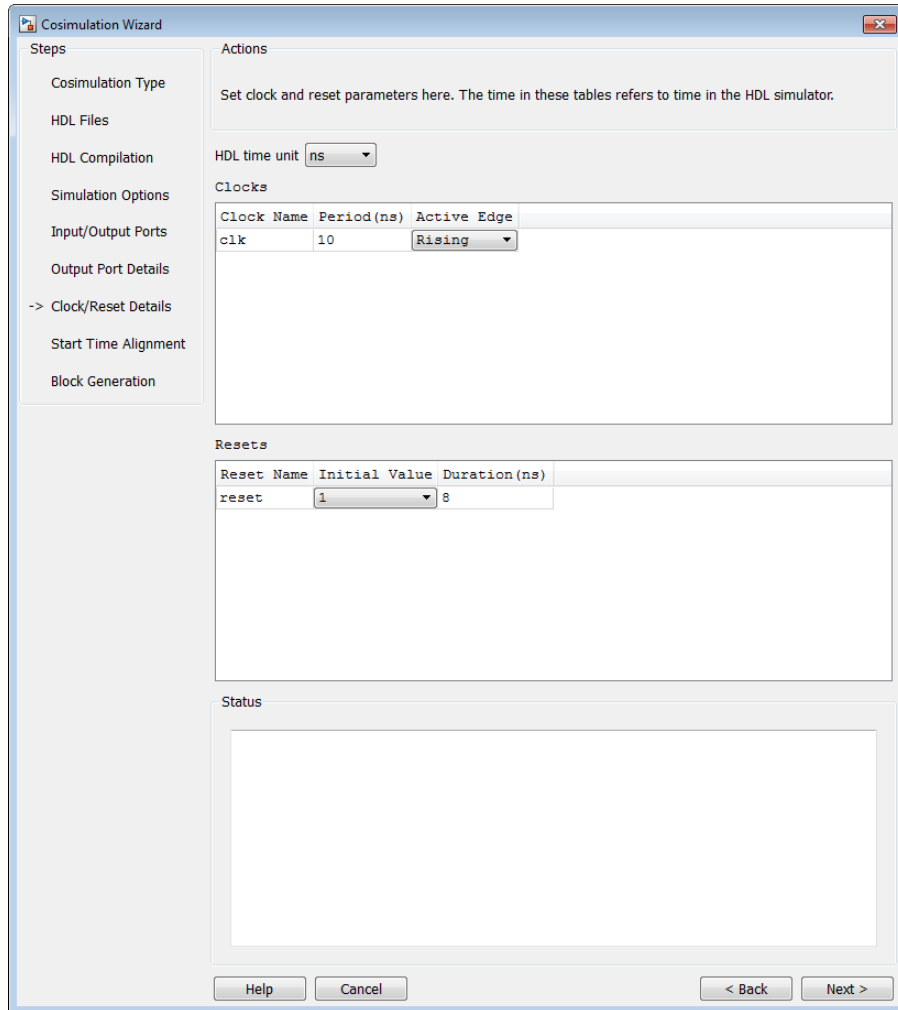 Cosimulation Wizard
Steps
Cosimulation Type
HDL Files
HDL Compilation
Simulation Options
Input/Output Ports
Output Port Details
-> Clock/Reset Details
Start Time Alignment
Block Generation
Actions
Set clock and reset parameters here. The time in these tables refers to time in the HDL simulator.
HDL time unit ns
Clocks
Clock Name Period(ns) Active Edge
clk 10 Rising
Resets
Reset Name Initial Value Duration(ns)
reset 1 8
Status
Help Cancel < Back Next >